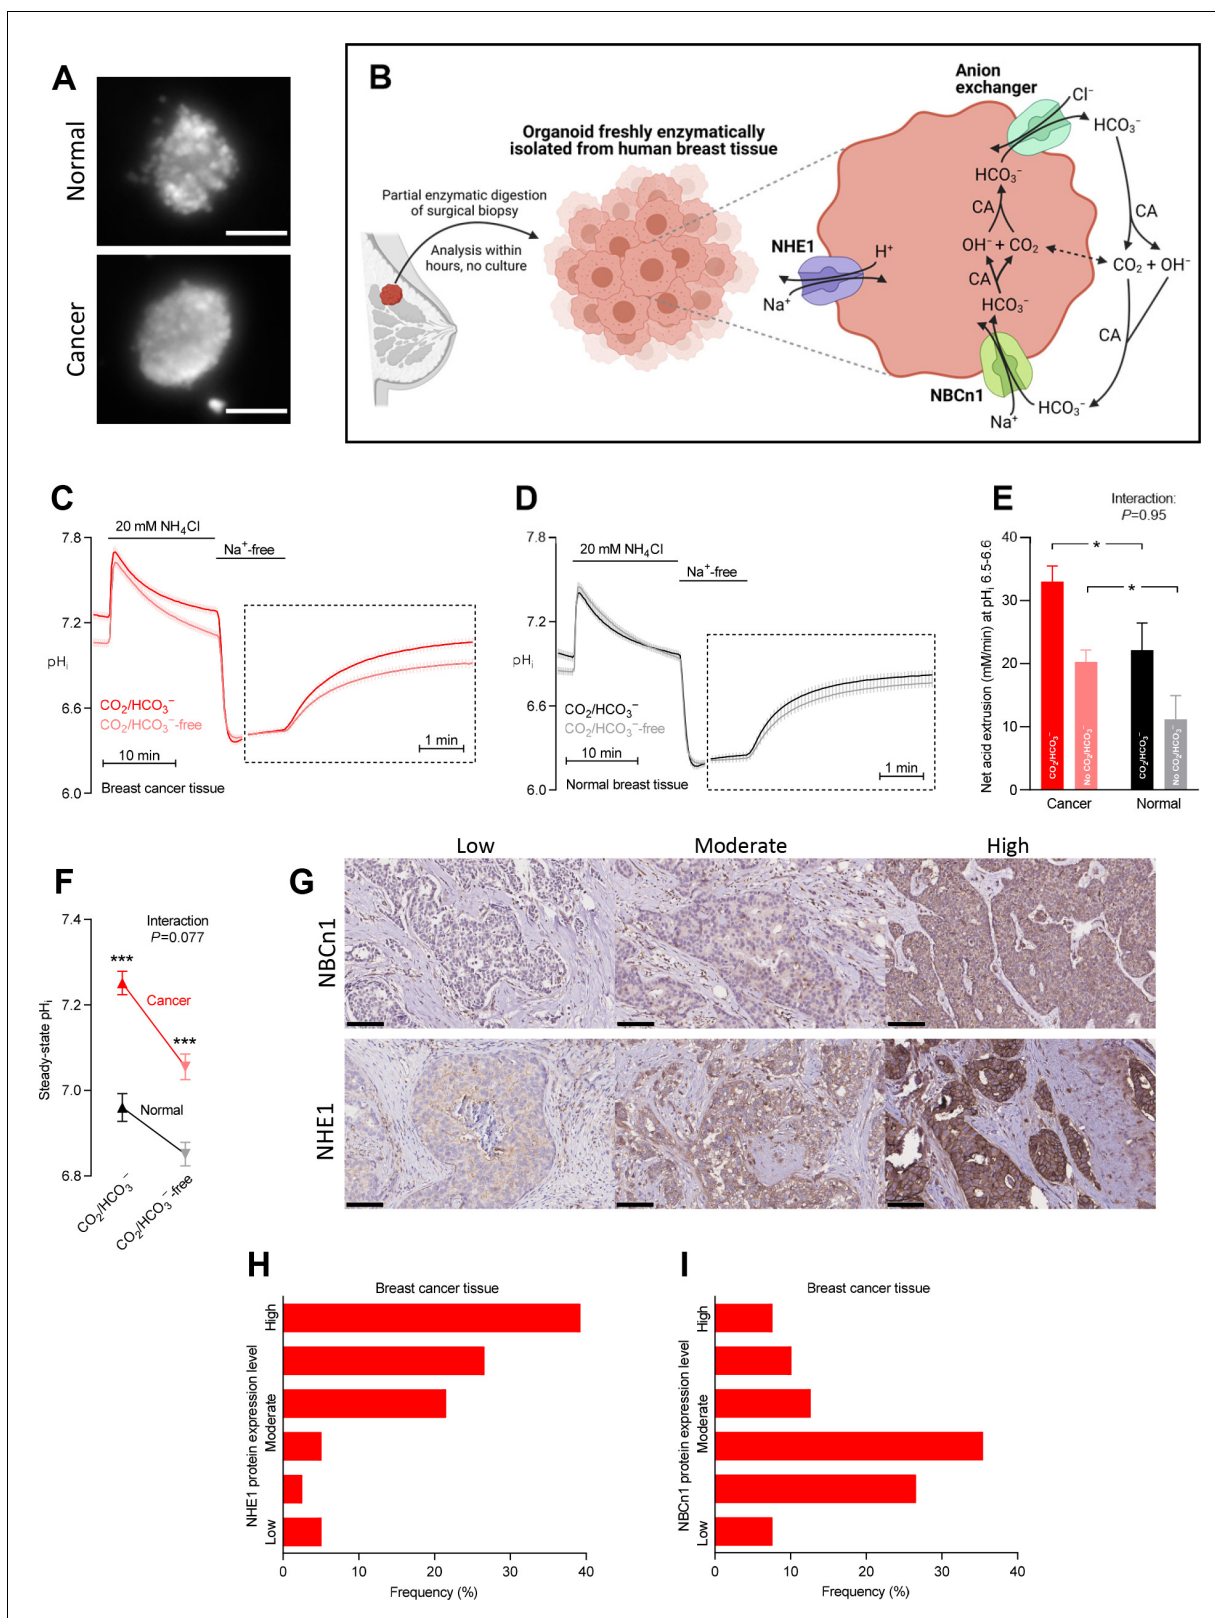 A
Normal
Cancer
B
Organoid freshly enzymatically
isolated from human breast tissue
Partial enzymatic digestion
of surgical biopsy
Analysis within
hours, no culture
Anion
exchanger
Cl⁻
HCO₃⁻
HCO₃⁻
CA
CA
OH⁻ + CO₂
CO₂ + OH⁻
NHE1
H⁺
Na⁺
CA
HCO₃⁻
CA
NBCn1
HCO₃⁻
Na⁺
C
20 mM NH₄Cl
Na⁺-free
7.8
7.2
pHᵢ
6.6
6.0
CO₂/HCO₃⁻
CO₂/HCO₃⁻-free
10 min
1 min
Breast cancer tissue
D
20 mM NH₄Cl
Na⁺-free
7.8
7.2
pHᵢ
6.6
6.0
CO₂/HCO₃⁻
CO₂/HCO₃⁻-free
10 min
1 min
Normal breast tissue
E
Interaction:
P=0.95
Net acid extrusion (mM/min) at pHᵢ 6.5-6.6
40
30
20
10
0
*
*
CO₂/HCO₃⁻
No CO₂/HCO₃⁻
CO₂/HCO₃⁻
No CO₂/HCO₃⁻
Cancer
Normal
F
Interaction
P=0.077
Steady-state pHᵢ
7.4
7.2
7.0
6.8
***
Cancer
***
Normal
CO₂/HCO₃⁻
CO₂/HCO₃⁻-free
G
Low
Moderate
High
NBCn1
NHE1
H
Breast cancer tissue
NHE1 protein expression level
High
Moderate
Low
0
10
20
30
40
Frequency (%)
I
Breast cancer tissue
NBCn1 protein expression level
High
Moderate
Low
0
10
20
30
40
Frequency (%)